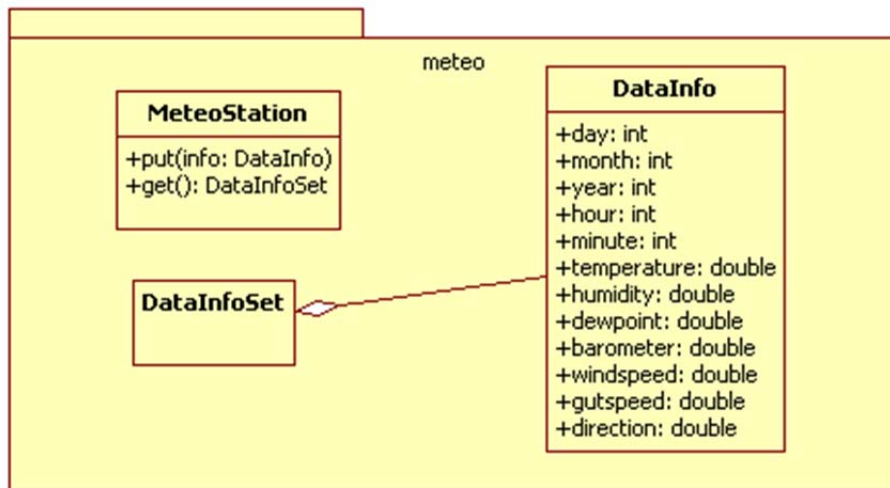 meteo
MeteoStation
+put(info: DataInfo)
+get(): DataInfoSet
DataInfoSet
DataInfo
+day: int
+month: int
+year: int
+hour: int
+minute: int
+temperature: double
+humidity: double
+dewpoint: double
+barometer: double
+windspeed: double
+gutspeed: double
+direction: double